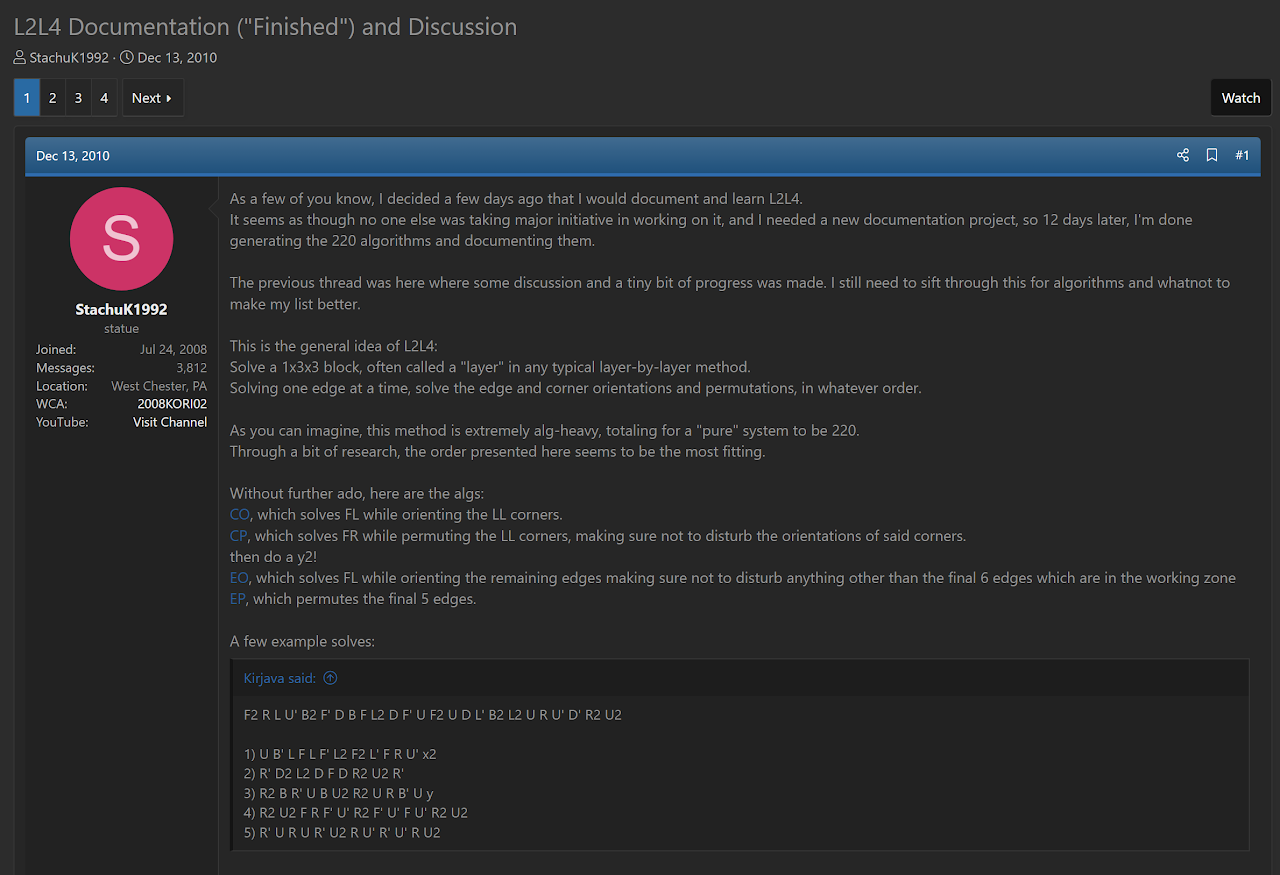 L2L4 Documentation ("Finished") and Discussion
StachuK1992 · Dec 13, 2010
1 2 3 4 Next
Watch
Dec 13, 2010
#1
S
StachuK1992
statue
Joined: Jul 24, 2008
Messages: 3,812
Location: West Chester, PA
WCA: 2008KORI02
YouTube: Visit Channel
As a few of you know, I decided a few days ago that I would document and learn L2L4.
It seems as though no one else was taking major initiative in working on it, and I needed a new documentation project, so 12 days later, I'm done
generating the 220 algorithms and documenting them.
The previous thread was here where some discussion and a tiny bit of progress was made. I still need to sift through this for algorithms and whatnot to
make my list better.
This is the general idea of L2L4:
Solve a 1x3x3 block, often called a "layer" in any typical layer-by-layer method.
Solving one edge at a time, solve the edge and corner orientations and permutations, in whatever order.
As you can imagine, this method is extremely alg-heavy, totaling for a "pure" system to be 220.
Through a bit of research, the order presented here seems to be the most fitting.
Without further ado, here are the algs:
CO, which solves FL while orienting the LL corners.
CP, which solves FR while permuting the LL corners, making sure not to disturb the orientations of said corners.
then do a y2!
EO, which solves FL while orienting the remaining edges making sure not to disturb anything other than the final 6 edges which are in the working zone
EP, which permutes the final 5 edges.
A few example solves:
Kirjava said:
F2 R L U' B2 F' D B F L2 D F' U F2 U D L' B2 L2 U R U' D' R2 U2
1) U B' L F L F' L2 F2 L' F R U' x2
2) R' D2 L2 D F D R2 U2 R'
3) R2 B R' U B U2 R2 U R B' U y
4) R2 U2 F R F' U' R2 F' U' F U' R2 U2
5) R' U R U R' U2 R U' R' U' R U2